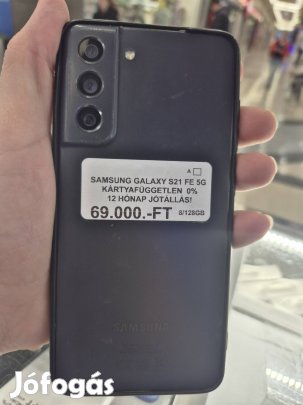 A
SAMSUNG GALAXY S21 FE 5G
KÁRTYAFÜGGETLEN 0%
12 HÓNAP JÓTÁLLÁS!
69.000.-FT 8/128GB
SAMSUNG
Jófogás